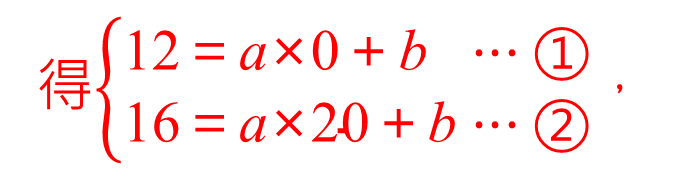 得{12 = a×0 + b ⋯ ①
16 = a×20 + b ⋯ ② ，